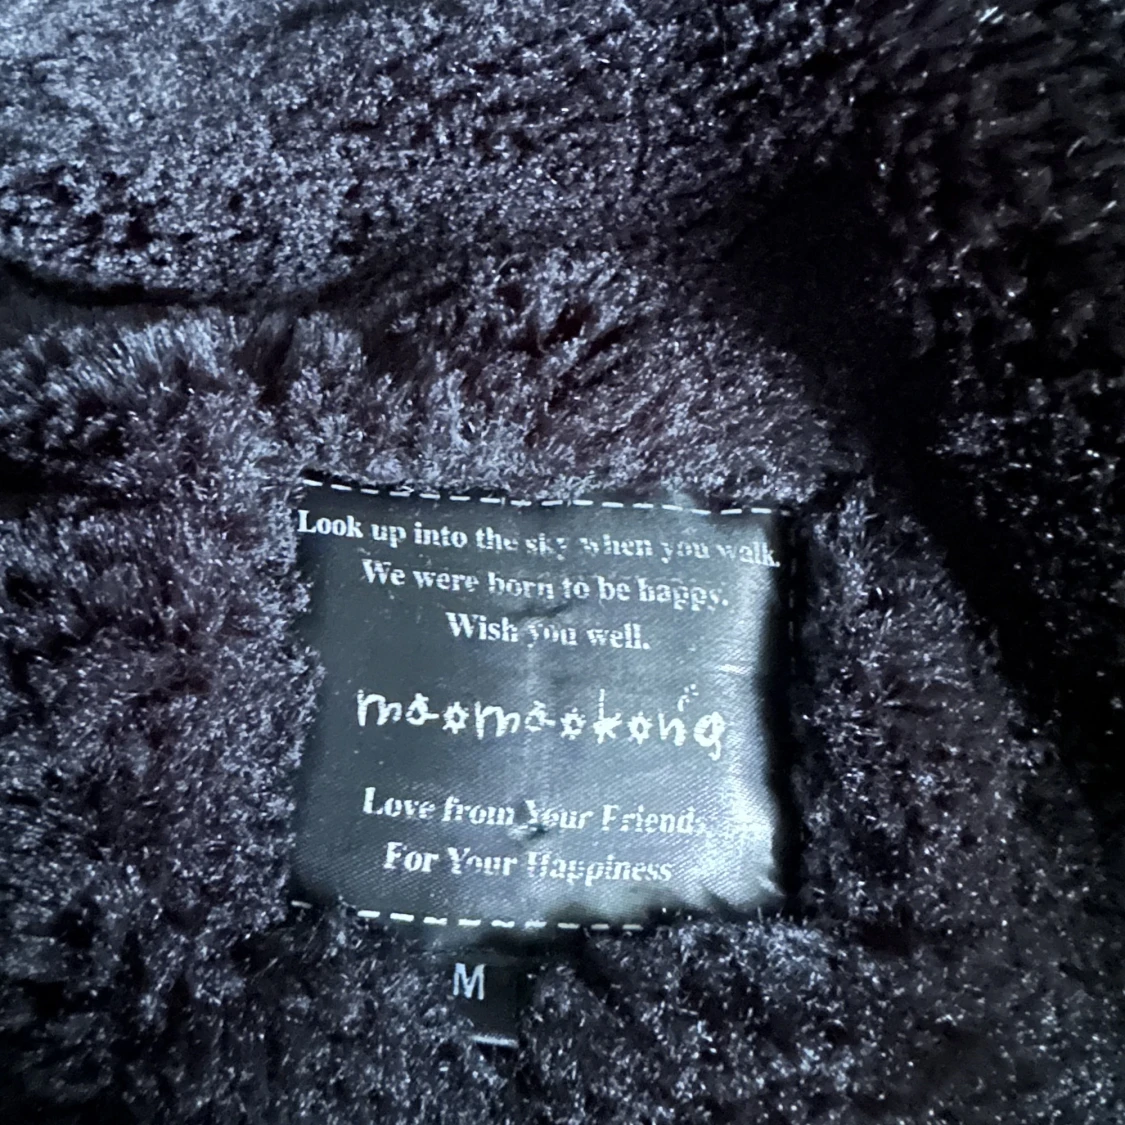 Look up into the sky when you walk.
We were born to be happy.
Wish you well.
maomaokong
Love from Your Friends,
For Your Happiness
M